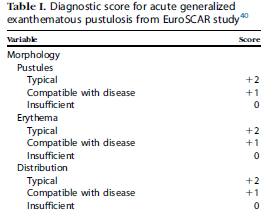 Table I. Diagnostic score for acute generalized
exanthematous pustulosis from EuroSCAR study40
Variable Score
Morphology
Pustules
Typical +2
Compatible with disease +1
Insufficient 0
Erythema
Typical +2
Compatible with disease +1
Insufficient 0
Distribution
Typical +2
Compatible with disease +1
Insufficient 0